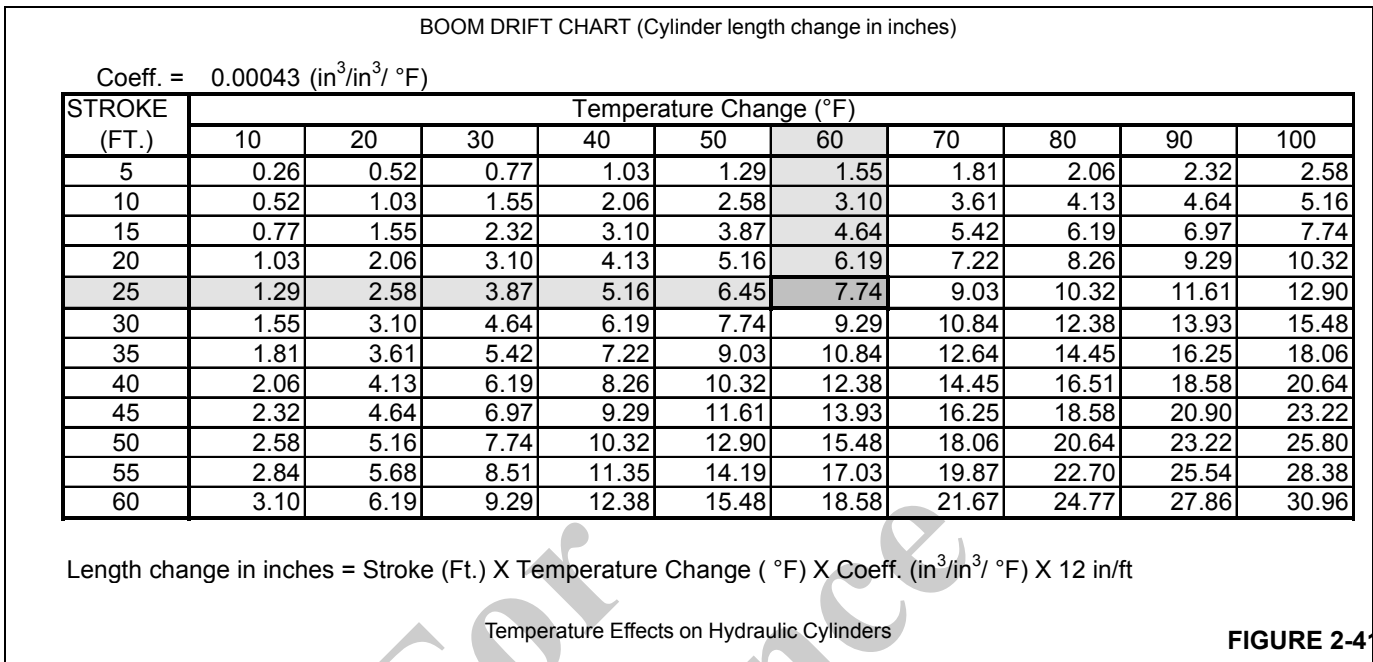 BOOM DRIFT CHART (Cylinder length change in inches)
Coeff. = 0.00043 (in³/in³/ °F)
STROKE Temperature Change (°F)
(FT.) 10 20 30 40 50 60 70 80 90 100
5 0.26 0.52 0.77 1.03 1.29 1.55 1.81 2.06 2.32 2.58
10 0.52 1.03 1.55 2.06 2.58 3.10 3.61 4.13 4.64 5.16
15 0.77 1.55 2.32 3.10 3.87 4.64 5.42 6.19 6.97 7.74
20 1.03 2.06 3.10 4.13 5.16 6.19 7.22 8.26 9.29 10.32
25 1.29 2.58 3.87 5.16 6.45 7.74 9.03 10.32 11.61 12.90
30 1.55 3.10 4.64 6.19 7.74 9.29 10.84 12.38 13.93 15.48
35 1.81 3.61 5.42 7.22 9.03 10.84 12.64 14.45 16.25 18.06
40 2.06 4.13 6.19 8.26 10.32 12.38 14.45 16.51 18.58 20.64
45 2.32 4.64 6.97 9.29 11.61 13.93 16.25 18.58 20.90 23.22
50 2.58 5.16 7.74 10.32 12.90 15.48 18.06 20.64 23.22 25.80
55 2.84 5.68 8.51 11.35 14.19 17.03 19.87 22.70 25.54 28.38
60 3.10 6.19 9.29 12.38 15.48 18.58 21.67 24.77 27.86 30.96
Length change in inches = Stroke (Ft.) X Temperature Change ( °F) X Coeff. (in³/in³/ °F) X 12 in/ft
For
Temperature Effects on Hydraulic Cylinders
FIGURE 2-41